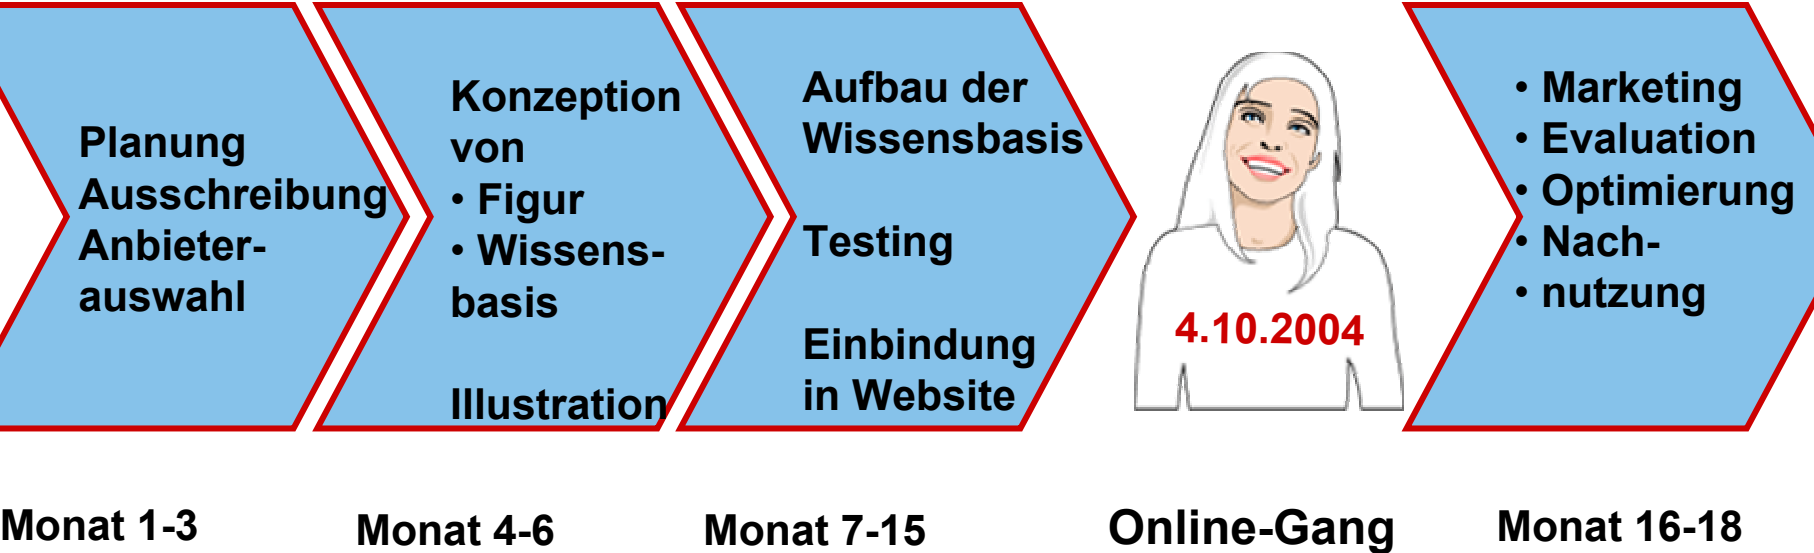 Planung
Ausschreibung
Anbieter-
auswahl
Konzeption
von
• Figur
• Wissens-
basis
Illustration
Aufbau der
Wissensbasis
Testing
Einbindung
in Website
4.10.2004
• Marketing
• Evaluation
• Optimierung
• Nach-
• nutzung
Monat 1-3
Monat 4-6
Monat 7-15
Online-Gang
Monat 16-18